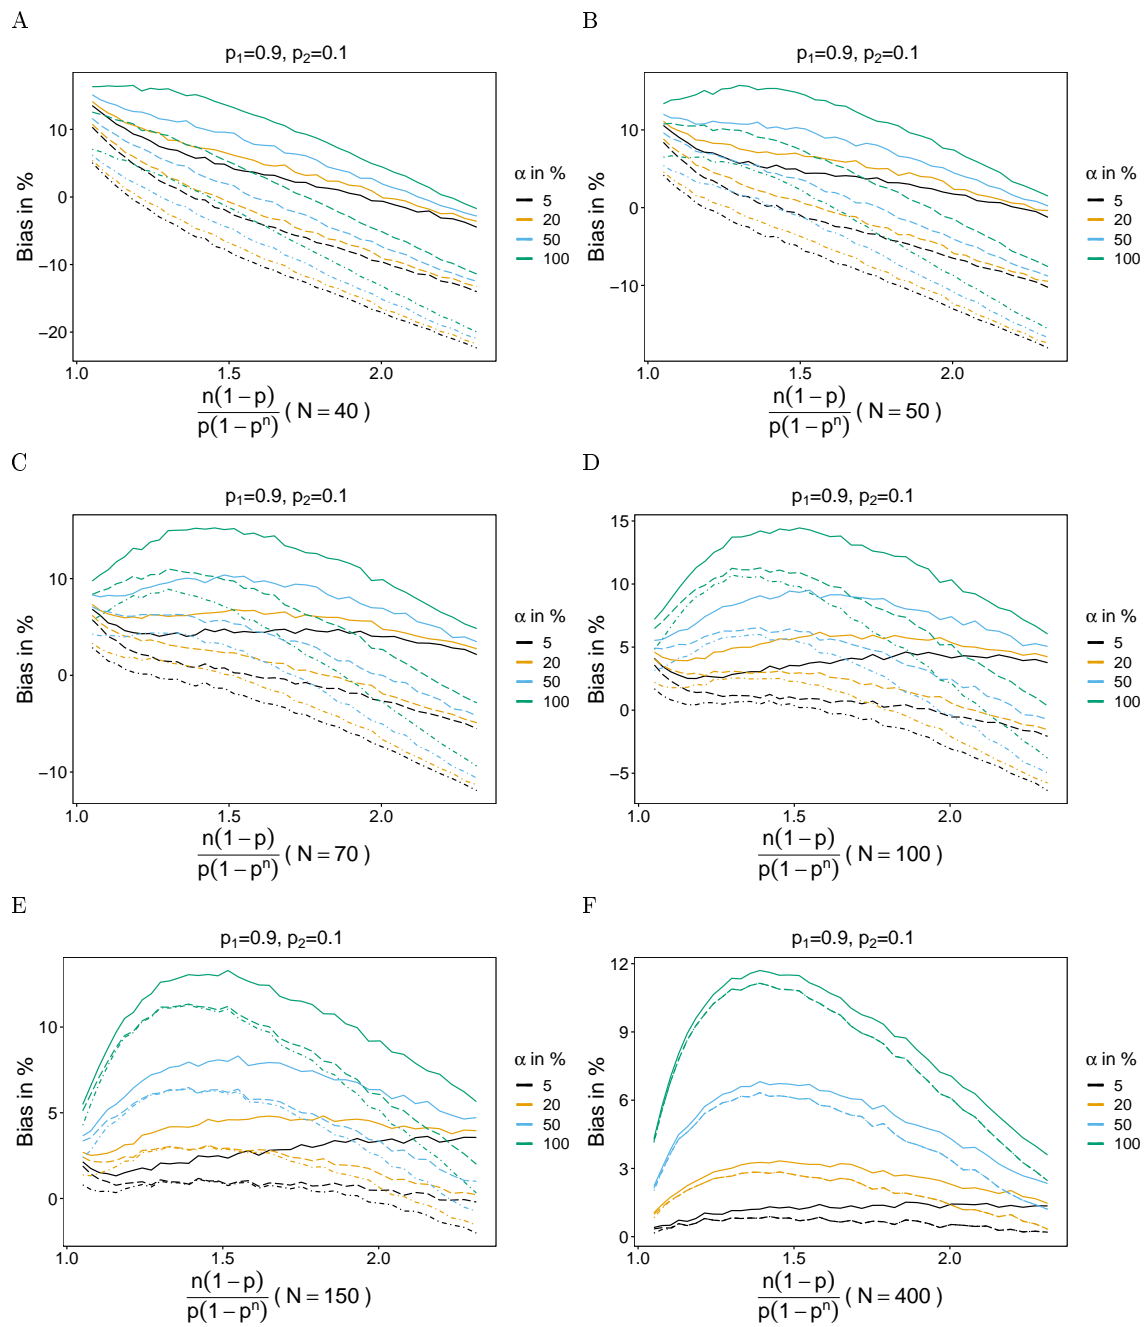 A
p₁=0.9, p₂=0.1
Bias in %
10
0
−10
−20
1.0 1.5 2.0
n(1−p)
p(1−pⁿ) ( N = 40 )
α in %
5
20
50
100
B
p₁=0.9, p₂=0.1
Bias in %
10
0
−10
1.0 1.5 2.0
n(1−p)
p(1−pⁿ) ( N = 50 )
α in %
5
20
50
100
C
p₁=0.9, p₂=0.1
Bias in %
10
0
−10
1.0 1.5 2.0
n(1−p)
p(1−pⁿ) ( N = 70 )
α in %
5
20
50
100
D
p₁=0.9, p₂=0.1
Bias in %
15
10
5
0
−5
1.0 1.5 2.0
n(1−p)
p(1−pⁿ) ( N = 100 )
α in %
5
20
50
100
E
p₁=0.9, p₂=0.1
Bias in %
10
5
0
1.0 1.5 2.0
n(1−p)
p(1−pⁿ) ( N = 150 )
α in %
5
20
50
100
F
p₁=0.9, p₂=0.1
Bias in %
12
9
6
3
0
1.0 1.5 2.0
n(1−p)
p(1−pⁿ) ( N = 400 )
α in %
5
20
50
100